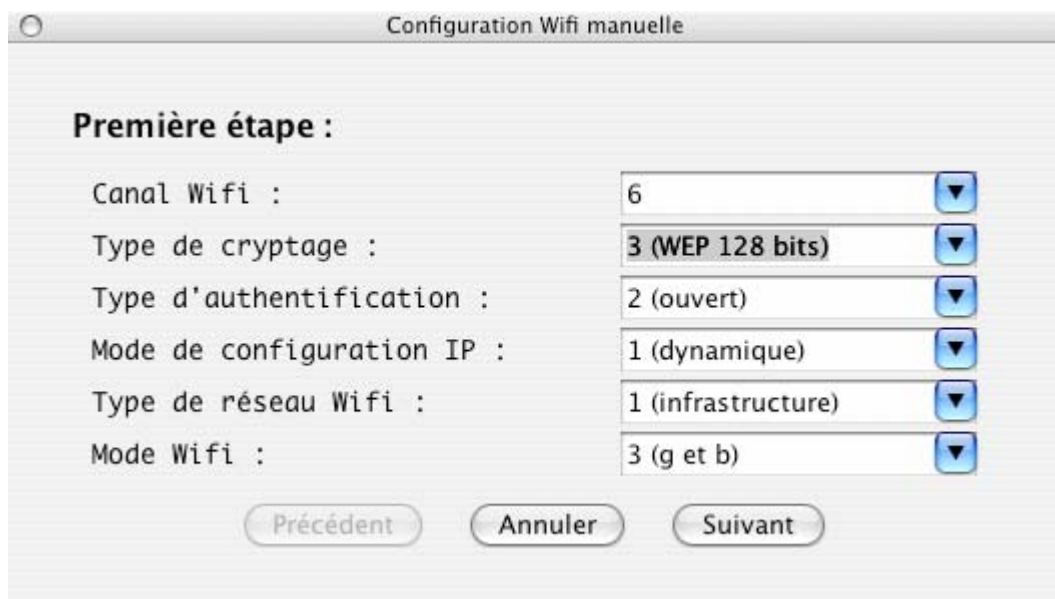 Configuration Wifi manuelle
Première étape :
Canal Wifi : 6
Type de cryptage : 3 (WEP 128 bits)
Type d'authentification : 2 (ouvert)
Mode de configuration IP : 1 (dynamique)
Type de réseau Wifi : 1 (infrastructure)
Mode Wifi : 3 (g et b)
Précédent Annuler Suivant